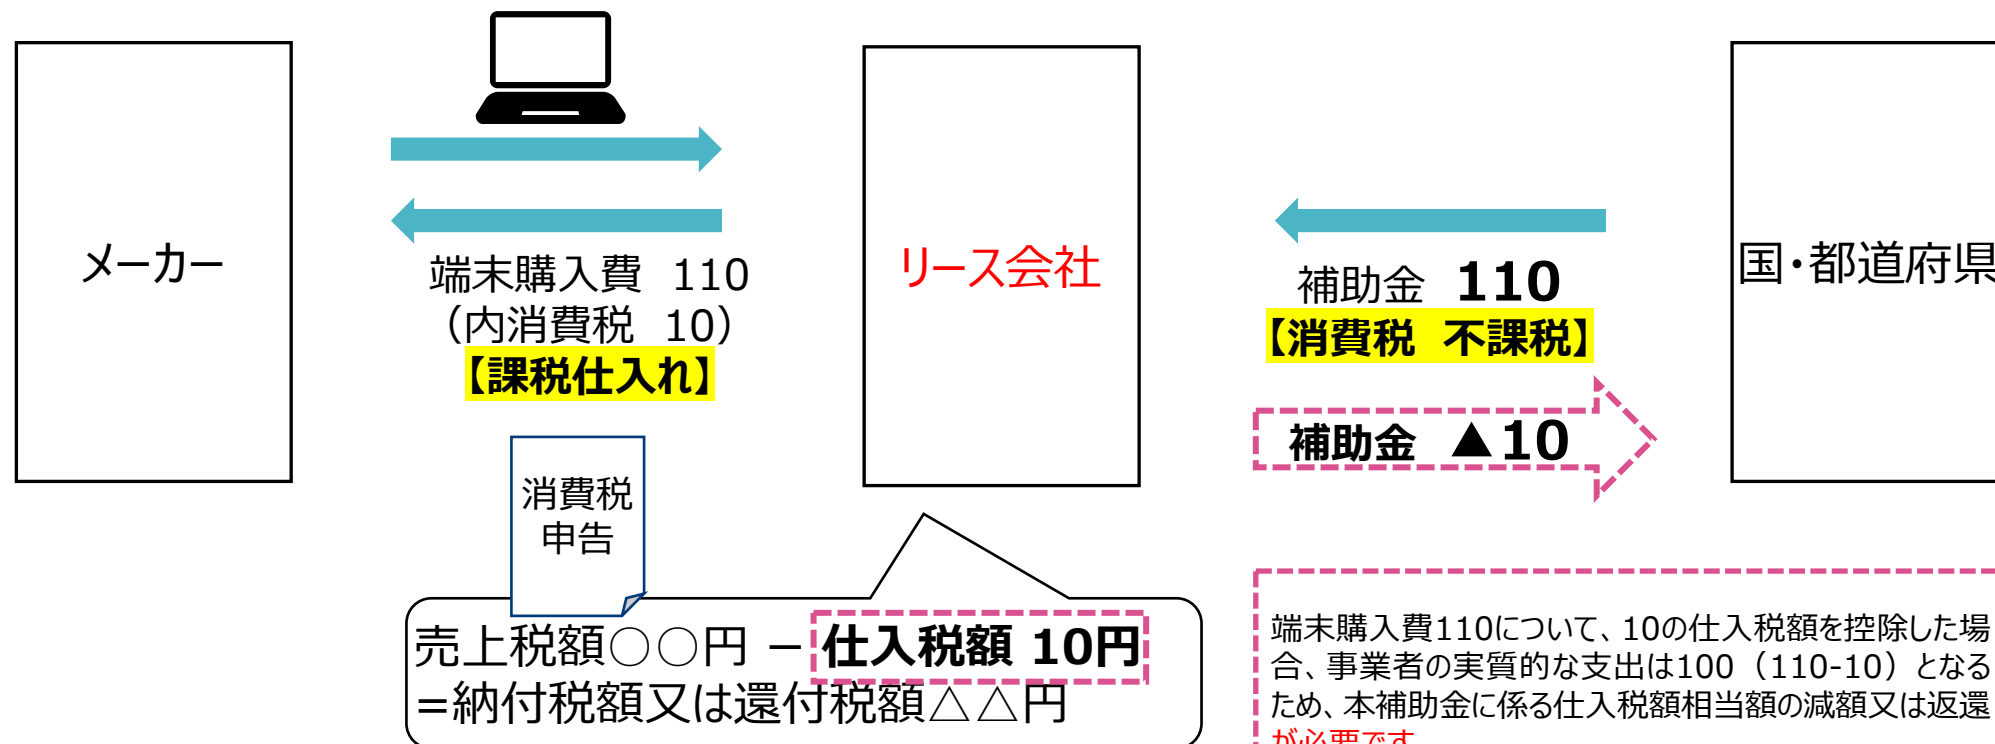 メーカー
端末購入費 110
（内消費税 10）
【課税仕入れ】
リース会社
補助金 110
【消費税 不課税】
補助金 ▲10
国・都道府県
消費税
申告
売上税額○○円 － 仕入税額 10円
=納付税額又は還付税額△△円
端末購入費110について、10の仕入税額を控除した場
合、事業者の実質的な支出は100（110-10）となる
ため、本補助金に係る仕入税額相当額の減額又は返還
が必要です